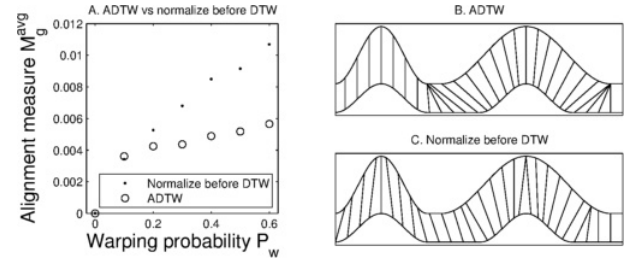 A. ADTW vs normalize before DTW
Alignment measure M_g^avg
0.012
0.01
0.008
0.006
0.004
0.002
0
0
0.2
0.4
0.6
Normalize before DTW
ADTW
Warping probability P_w
B. ADTW
C. Normalize before DTW